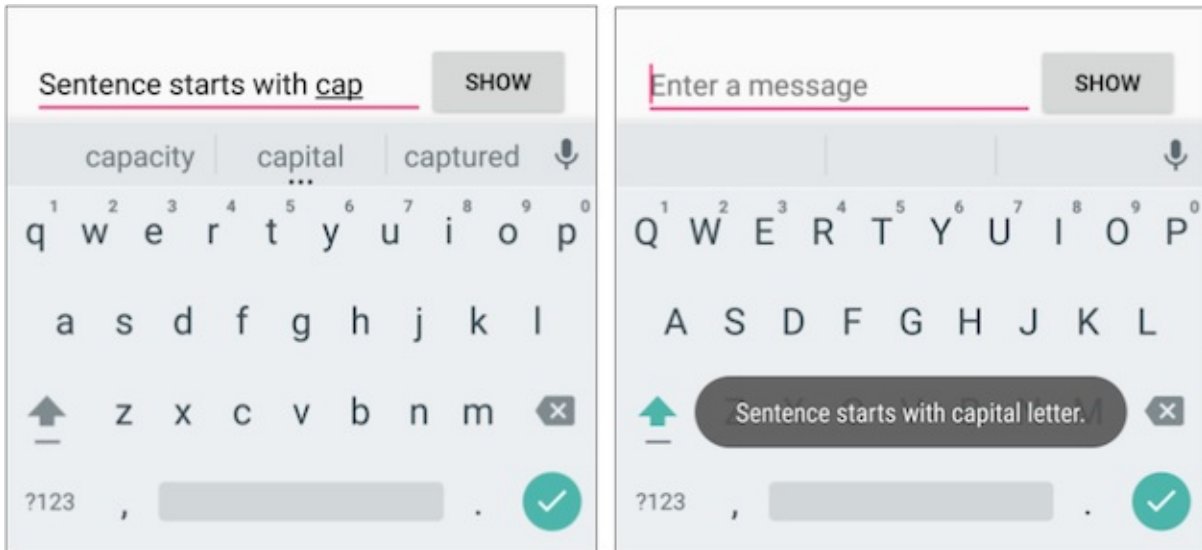 Sentence starts with cap SHOW
capacity capital captured
1 2 3 4 5 6 7 8 9 0
q w e r t y u i o p
a s d f g h j k l
z x c v b n m
?123 , .
Enter a message SHOW
1 2 3 4 5 6 7 8 9 0
Q W E R T Y U I O P
A S D F G H J K L
Sentence starts with capital letter.
?123 , .